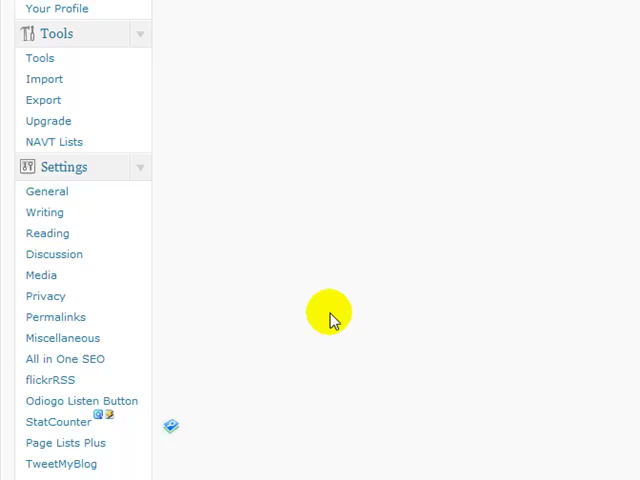 Your Profile
Tools
Tools
Import
Export
Upgrade
NAVT Lists
Settings
General
Writing
Reading
Discussion
Media
Privacy
Permalinks
Miscellaneous
All in One SEO
flickrRSS
Odiogo Listen Button
StatCounter
Page Lists Plus
TweetMyBlog